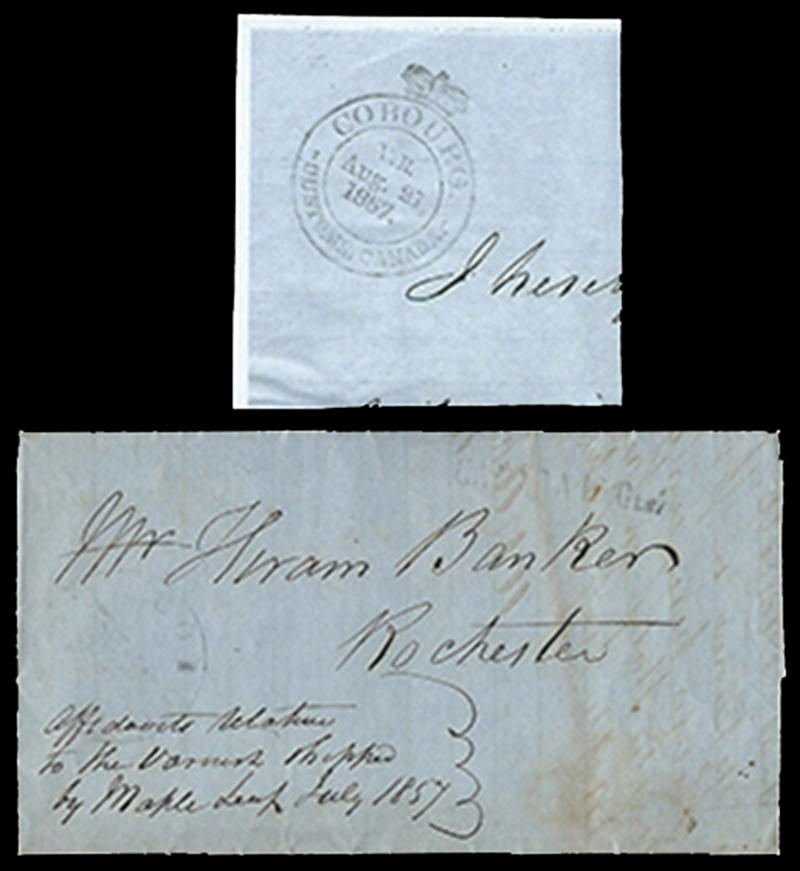 COBOURG.
Aug. 21.
1857.
CUSTOMS, CANADA.
I
Mr Hiram Banker
Rochester
Affidavits Relative
to the Varnish shipped
by Maple Leaf July 1857